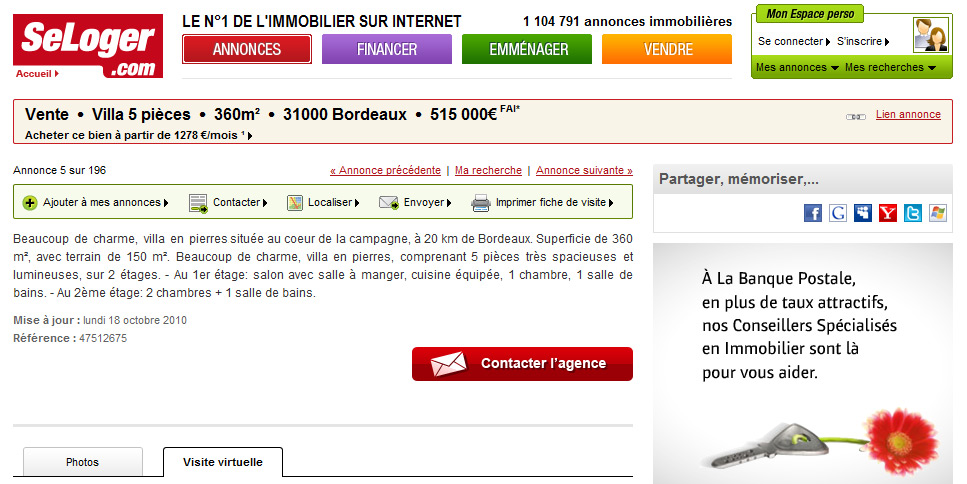 SeLoger
.com
Accueil
LE N°1 DE L'IMMOBILIER SUR INTERNET
1 104 791 annonces immobilières
ANNONCES
FINANCER
EMMÉNAGER
VENDRE
Mon Espace perso
Se connecter S'inscrire
Mes annonces Mes recherches
Vente • Villa 5 pièces • 360m² • 31000 Bordeaux • 515 000€ FAI*
Acheter ce bien à partir de 1278 €/mois ¹
Lien annonce
Annonce 5 sur 196
« Annonce précédente | Ma recherche | Annonce suivante »
Ajouter à mes annonces Contacter Localiser Envoyer Imprimer fiche de visite
Beaucoup de charme, villa en pierres située au coeur de la campagne, à 20 km de Bordeaux. Superficie de 360
m², avec terrain de 150 m². Beaucoup de charme, villa en pierres, comprenant 5 pièces très spacieuses et
lumineuses, sur 2 étages. - Au 1er étage: salon avec salle à manger, cuisine équipée, 1 chambre, 1 salle de
bains. - Au 2ème étage: 2 chambres + 1 salle de bains.
Mise à jour : lundi 18 octobre 2010
Référence : 47512675
Contacter l'agence
Photos
Visite virtuelle
Partager, mémoriser,...
À La Banque Postale,
en plus de taux attractifs,
nos Conseillers Spécialisés
en Immobilier sont là
pour vous aider.